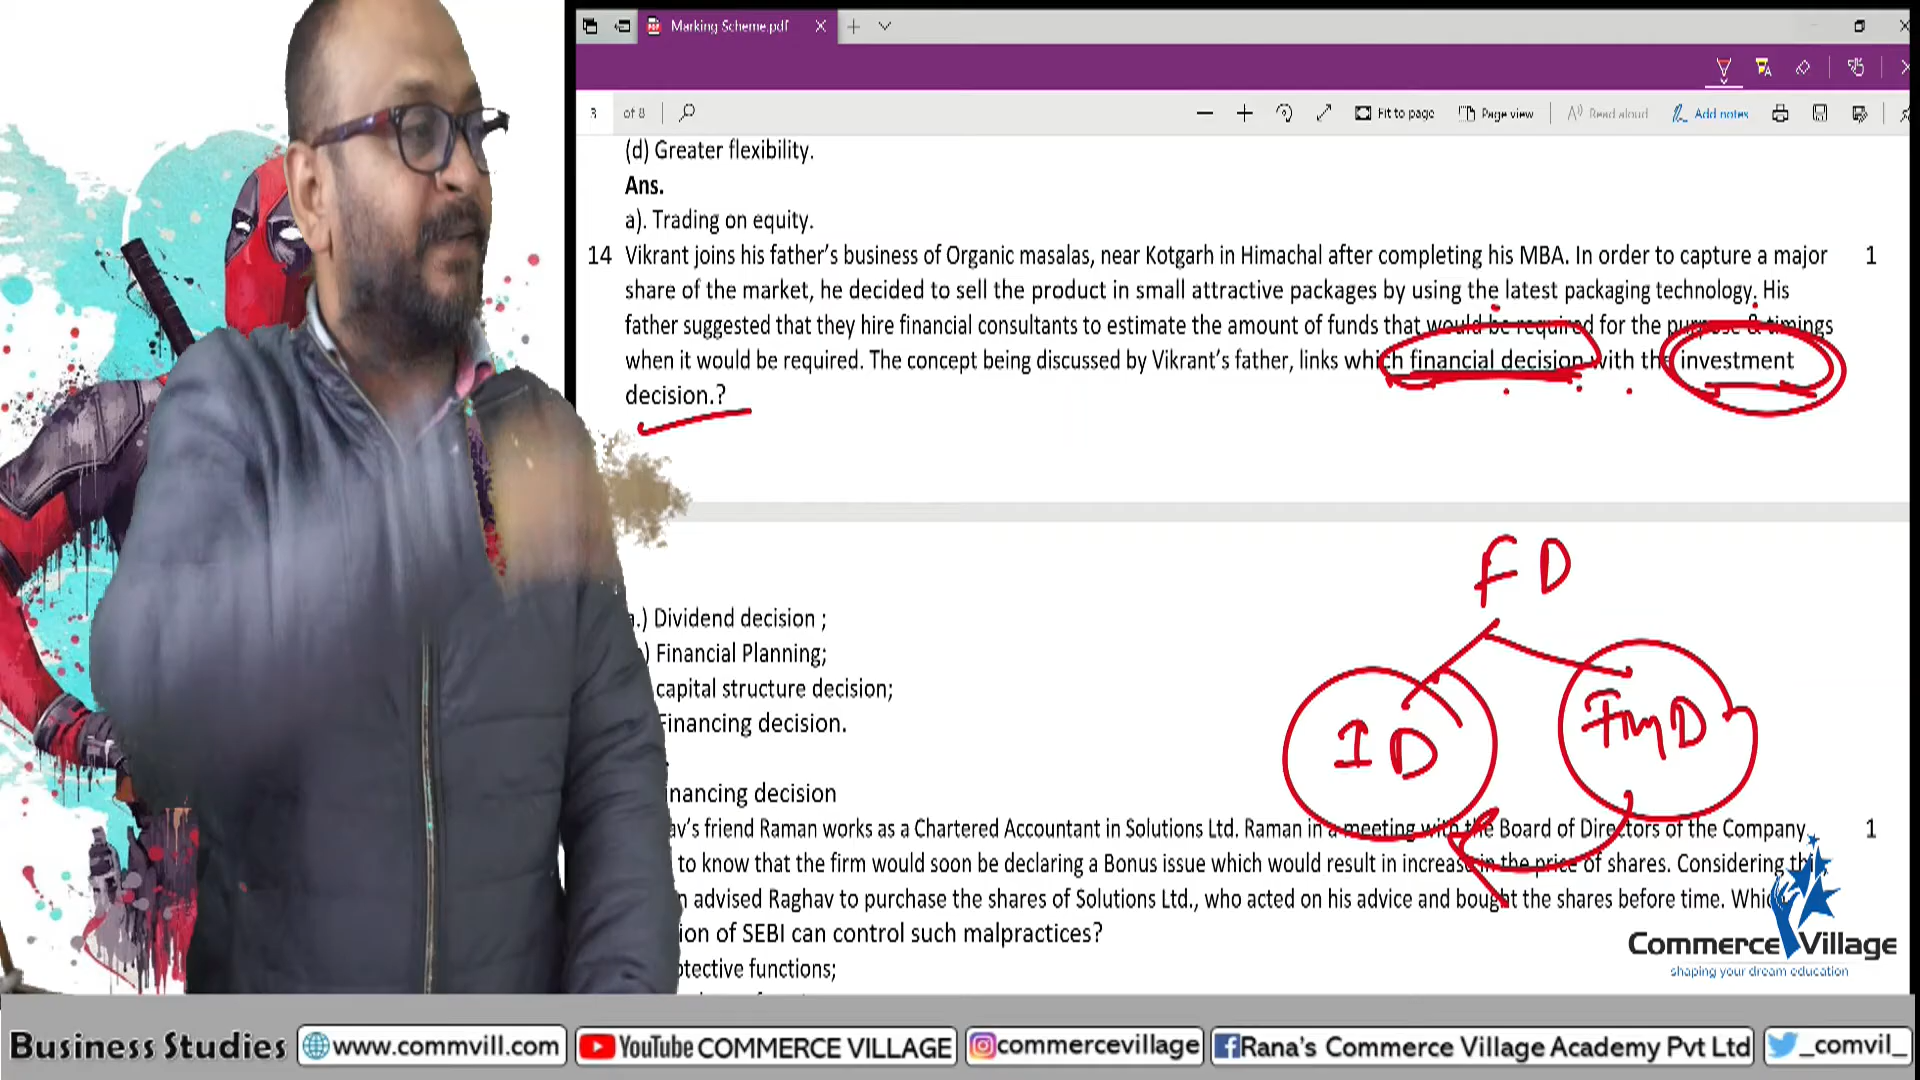 Marking Scheme.pdf
3 of 8
Fit to page
Page view
Read aloud
Add notes
(d) Greater flexibility.
Ans.
a). Trading on equity.
14 Vikrant joins his father's business of Organic masalas, near Kotgarh in Himachal after completing his MBA. In order to capture a major 1
share of the market, he decided to sell the product in small attractive packages by using the latest packaging technology. His
father suggested that they hire financial consultants to estimate the amount of funds that would be required for the purpose & timings
when it would be required. The concept being discussed by Vikrant's father, links which financial decision with the investment
decision.?
F D
.) Dividend decision ;
) Financial Planning;
capital structure decision;
Financing decision.
I D
D
nancing decision
av's friend Raman works as a Chartered Accountant in Solutions Ltd. Raman in a meeting with the Board of Directors of the Company, 1
to know that the firm would soon be declaring a Bonus issue which would result in increase in the price of shares. Considering
advised Raghav to purchase the shares of Solutions Ltd., who acted on his advice and bought the shares before time.
ion of SEBI can control such malpractices?
otective functions;
Commerce Village
shaping your dream education
Business Studies
www.commvill.com
YouTube COMMERCE VILLAGE
commercevillage
Rana's Commerce Village Academy Pvt Ltd
_comvil_